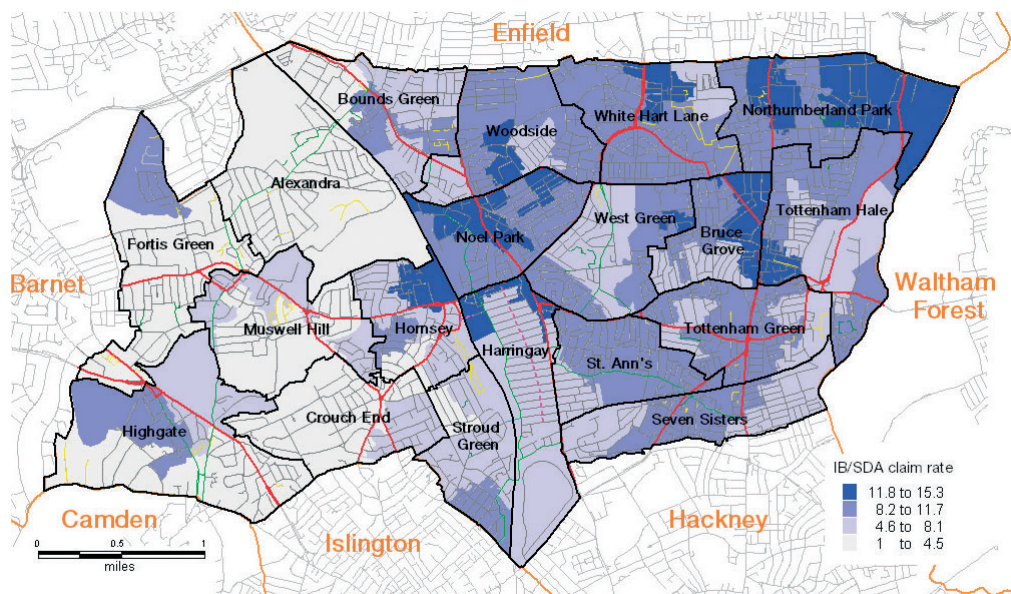 Enfield
Bounds Green
Woodside
White Hart Lane
Northumberland Park
Alexandra
Fortis Green
Noel Park
West Green
Bruce
Grove
Tottenham Hale
Barnet
Waltham
Forest
Muswell Hill
Hornsey
Harringay
Tottenham Green
St. Ann's
Highgate
Crouch End
Stroud
Green
Seven Sisters
Camden
Islington
Hackney
0 0.5 1
miles
IB/SDA claim rate
11.8 to 15.3
8.2 to 11.7
4.6 to 8.1
1 to 4.5